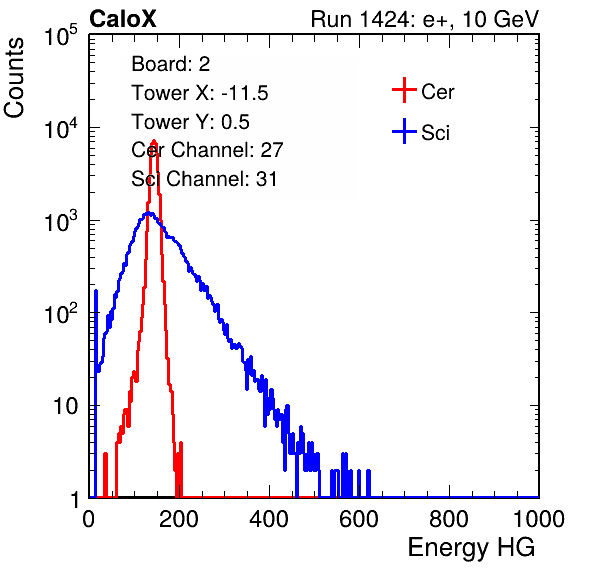 CaloX Run 1424: e+, 10 GeV
Counts
Board: 2
Tower X: -11.5
Tower Y: 0.5
Cer Channel: 27
Sci Channel: 31
Cer
Sci
10^5
10^4
10^3
10^2
10
1
0 200 400 600 800 1000
Energy HG